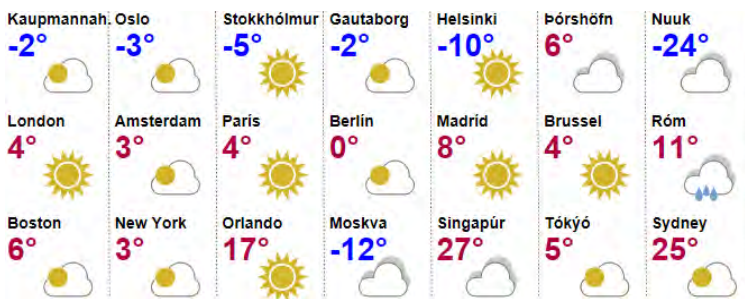 Kaupmannah. Oslo Stokkhólmur Gautaborg Helsinki Þórshöfn Nuuk
-2° -3° -5° -2° -10° 6° -24°
London Amsterdam París Berlín Madríd Brussel Róm
4° 3° 4° 0° 8° 4° 11°
Boston New York Orlando Moskva Singapúr Tókýó Sydney
6° 3° 17° -12° 27° 5° 25°